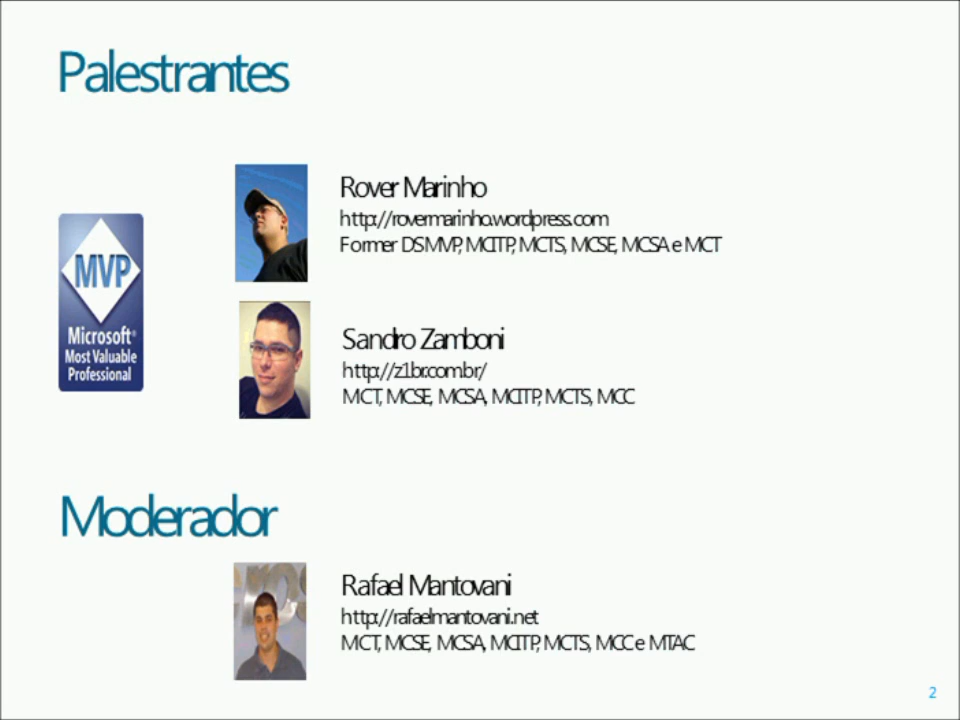 Palestrantes
Rover Marinho
http://rovermarinho.wordpress.com
Former DS MVP, MCITP, MCTS, MCSE, MCSA e MCT
MVP
Microsoft®
Most Valuable
Professional
Sandro Zamboni
http://z1br.com.br/
MCT, MCSE, MCSA, MCITP, MCTS, MCC
Moderador
Rafael Mantovani
http://rafaelmantovani.net
MCT, MCSE, MCSA, MCITP, MCTS, MCC e MTAC
2